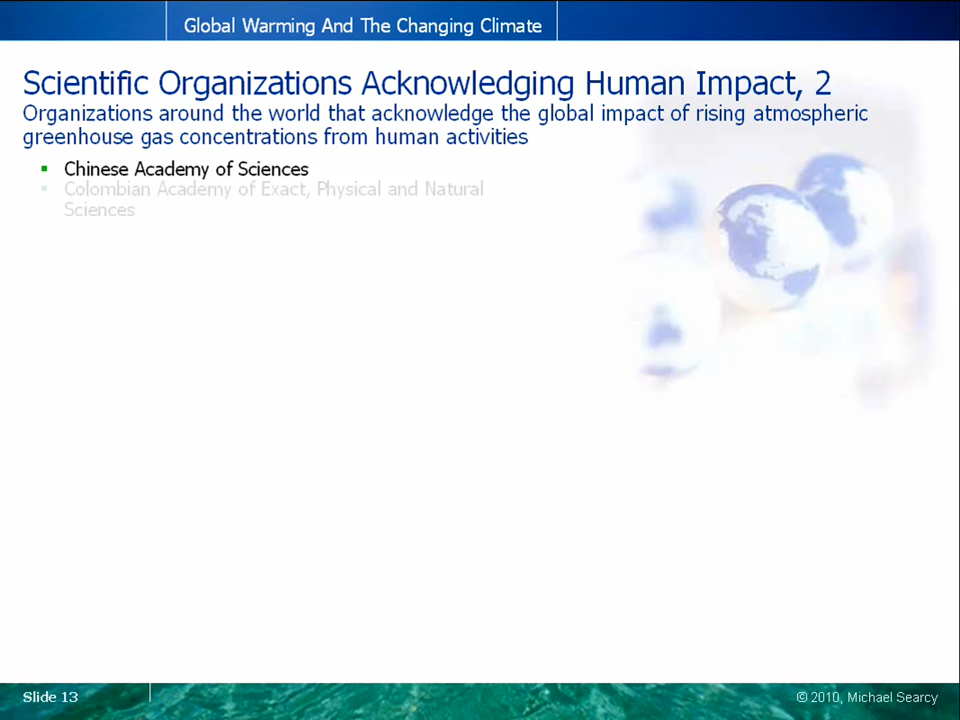 Global Warming And The Changing Climate
Scientific Organizations Acknowledging Human Impact, 2
Organizations around the world that acknowledge the global impact of rising atmospheric
greenhouse gas concentrations from human activities
▪ Chinese Academy of Sciences
▪ Colombian Academy of Exact, Physical and Natural
Sciences
Slide 13
© 2010, Michael Searcy